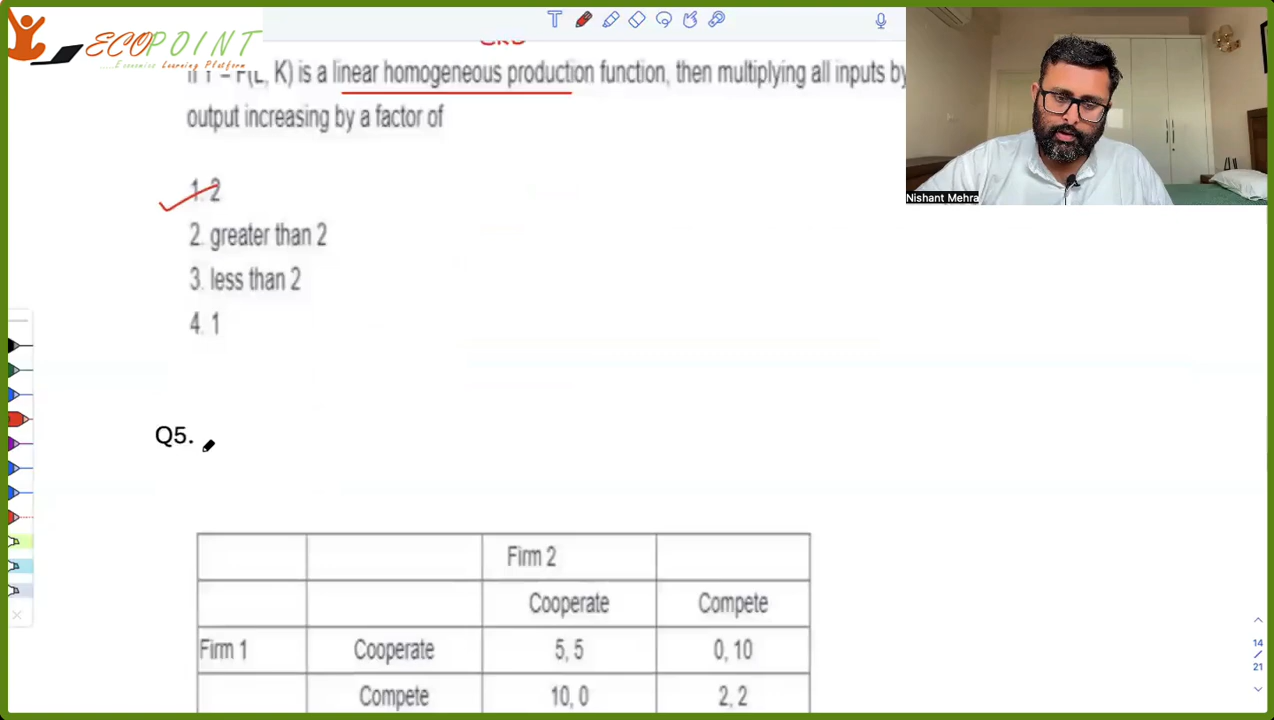 ECOPOINT
Economics Learning Platform
T
Y = F(L, K) is a linear homogeneous production function, then multiplying all inputs by
output increasing by a factor of
1. 2
2. greater than 2
3. less than 2
4. 1
Nishant Mehra
Q5.
Firm 2
Cooperate Compete
Firm 1 Cooperate 5, 5 0, 10
Compete 10, 0 2, 2
14
/
21